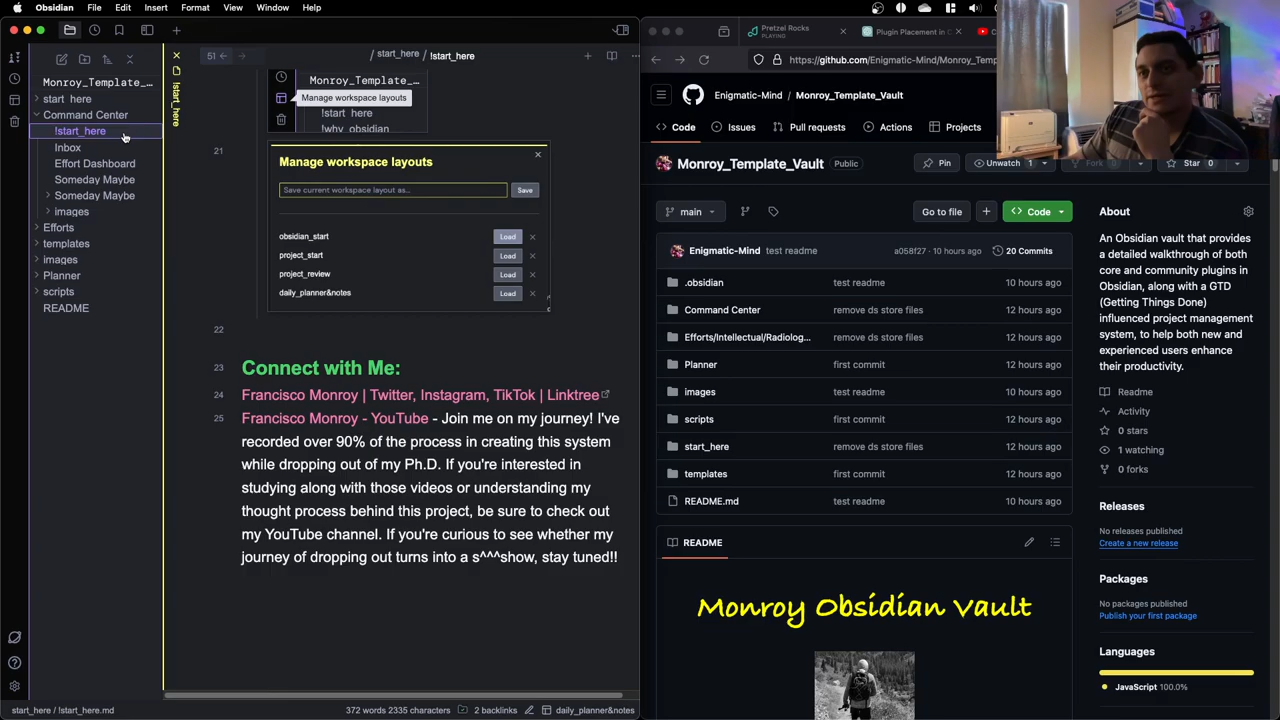 Obsidian File Edit Insert Format View Window Help
Monroy_Template_...
start_here
Command Center
!start_here
Inbox
Effort Dashboard
Someday Maybe
Someday Maybe
images
Efforts
templates
images
Planner
scripts
README
!start_here
51
/ start_here / !start_here
Monroy_Template_...
Manage workspace layouts
!start_here
!why_obsidian
21
Manage workspace layouts
Save current workspace layout as...
Save
obsidian_start Load
project_start Load
project_review Load
daily_planner&notes Load
22
23 Connect with Me:
24 Francisco Monroy | Twitter, Instagram, TikTok | Linktree
25 Francisco Monroy - YouTube - Join me on my journey! I've
recorded over 90% of the process in creating this system
while dropping out of my Ph.D. If you're interested in
studying along with those videos or understanding my
thought process behind this project, be sure to check out
my YouTube channel. If you're curious to see whether my
journey of dropping out turns into a s^^^show, stay tuned!!
start_here / !start_here.md
372 words 2335 characters
2 backlinks
daily_planner&notes
Pretzel Rocks
PLAYING
Plugin Placement in C
https://github.com/Enigmatic-Mind/Monroy_Temp
Enigmatic-Mind / Monroy_Template_Vault
Code Issues Pull requests Actions Projects
Monroy_Template_Vault Public
Pin Unwatch 1 Fork 0 Star 0
main Go to file Code
Enigmatic-Mind test readme a058f27 · 10 hours ago 20 Commits
.obsidian test readme 10 hours ago
Command Center remove ds store files 12 hours ago
Efforts/Intellectual/Radiolog... remove ds store files 12 hours ago
Planner first commit 12 hours ago
images test readme 10 hours ago
scripts first commit 12 hours ago
start_here remove ds store files 12 hours ago
templates first commit 12 hours ago
README.md test readme 10 hours ago
README
Monroy Obsidian Vault
About
An Obsidian vault that provides
a detailed walkthrough of both
core and community plugins in
Obsidian, along with a GTD
(Getting Things Done)
influenced project management
system, to help both new and
experienced users enhance
their productivity.
Readme
Activity
0 stars
1 watching
0 forks
Releases
No releases published
Create a new release
Packages
No packages published
Publish your first package
Languages
JavaScript 100.0%